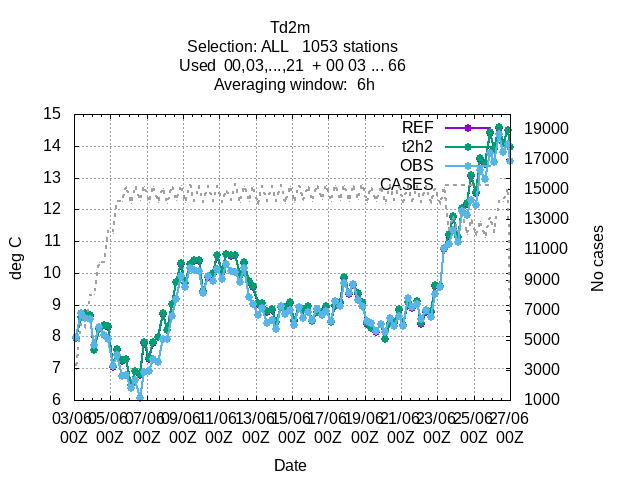 Td2m
Selection: ALL   1053 stations
Used  00,03,...,21  + 00 03 ... 66
Averaging window:  6h
15
14
13
12
11
10
9
8
7
6
deg C
REF
t2h2
OBS
CASES
19000
17000
15000
13000
11000
9000
7000
5000
3000
1000
No cases
03/06 05/06 07/06 09/06 11/06 13/06 15/06 17/06 19/06 21/06 23/06 25/06 27/06
00Z 00Z 00Z 00Z 00Z 00Z 00Z 00Z 00Z 00Z 00Z 00Z 00Z
Date